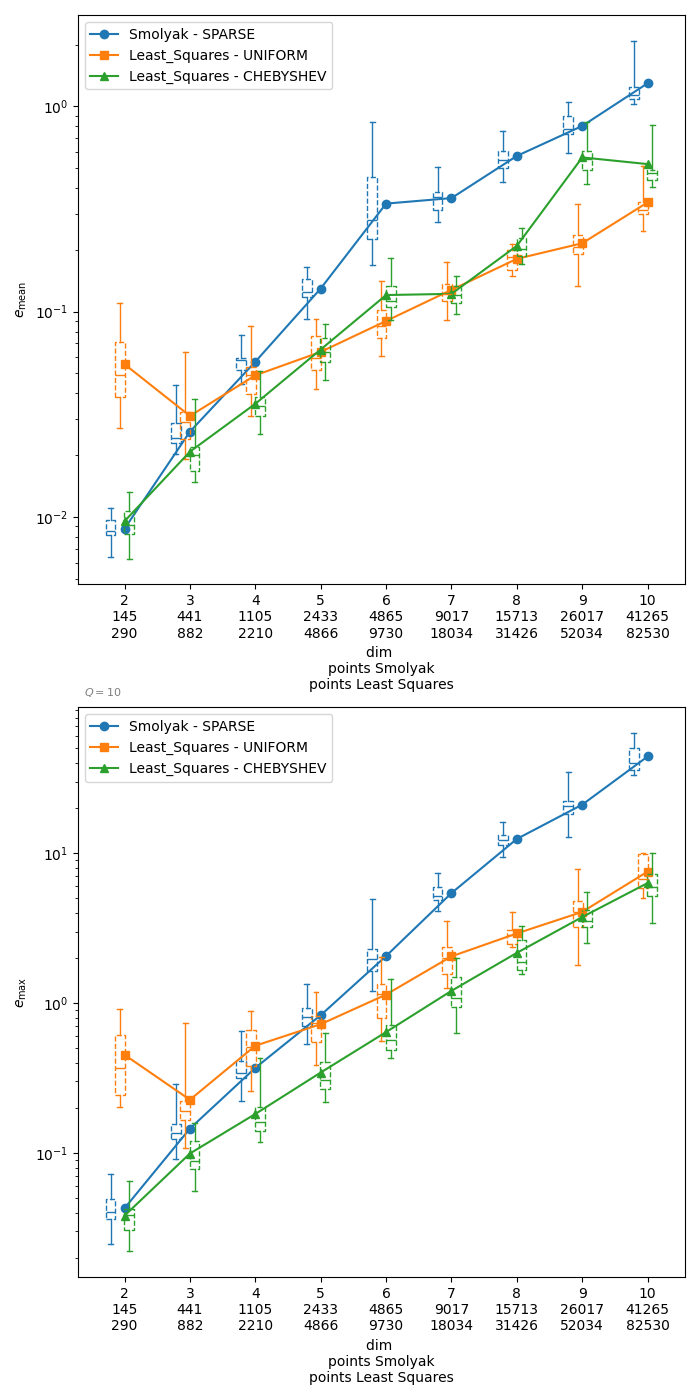 Smolyak - SPARSE
Least_Squares - UNIFORM
Least_Squares - CHEBYSHEV
10⁰
10⁻¹
10⁻²
e_mean
2 3 4 5 6 7 8 9 10
145 441 1105 2433 4865 9017 15713 26017 41265
290 882 2210 4866 9730 18034 31426 52034 82530
dim
points Smolyak
points Least Squares
Q = 10
Smolyak - SPARSE
Least_Squares - UNIFORM
Least_Squares - CHEBYSHEV
10¹
10⁰
10⁻¹
e_max
2 3 4 5 6 7 8 9 10
145 441 1105 2433 4865 9017 15713 26017 41265
290 882 2210 4866 9730 18034 31426 52034 82530
dim
points Smolyak
points Least Squares